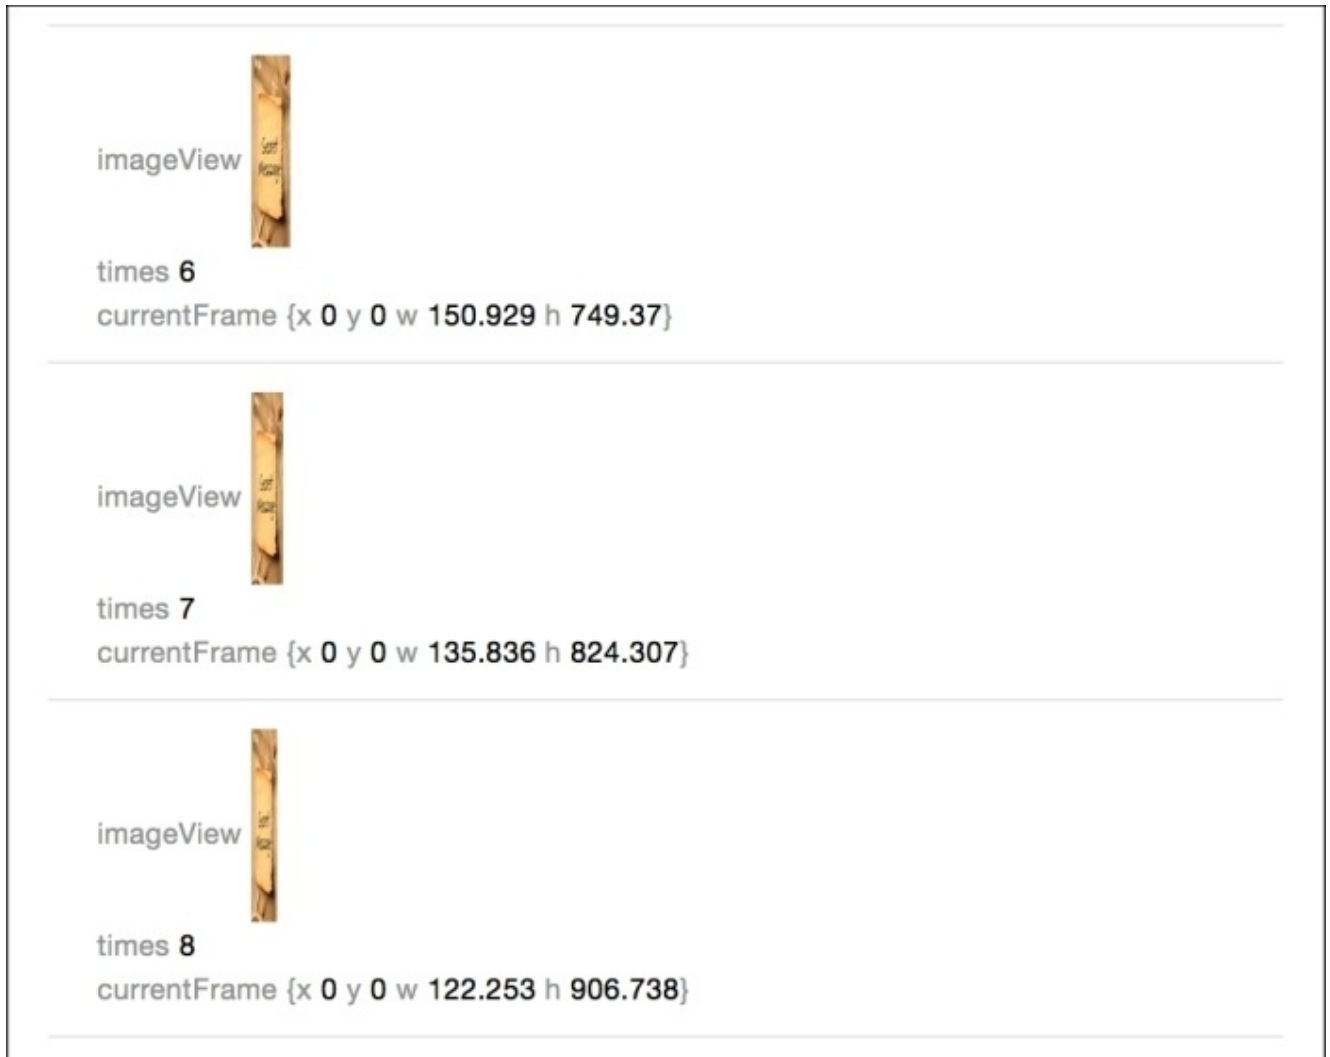 imageView
times 6
currentFrame {x 0 y 0 w 150.929 h 749.37}
imageView
times 7
currentFrame {x 0 y 0 w 135.836 h 824.307}
imageView
times 8
currentFrame {x 0 y 0 w 122.253 h 906.738}